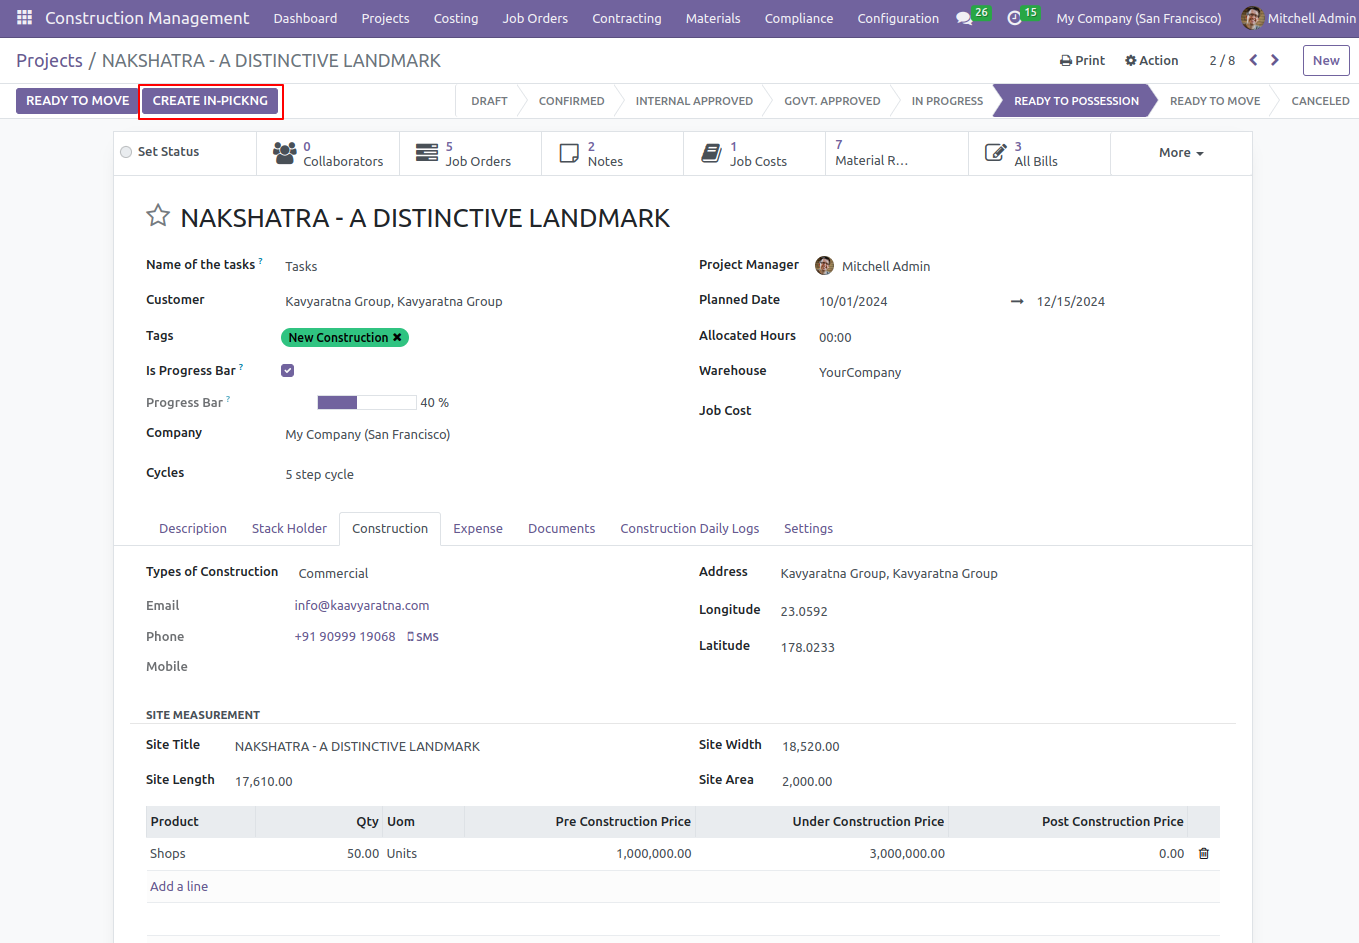 Construction Management Dashboard Projects Costing Job Orders Contracting Materials Compliance Configuration 26 15 My Company (San Francisco) Mitchell Admin
Projects / NAKSHATRA - A DISTINCTIVE LANDMARK Print Action 2 / 8 New
READY TO MOVE CREATE IN-PICKNG DRAFT CONFIRMED INTERNAL APPROVED GOVT. APPROVED IN PROGRESS READY TO POSSESSION READY TO MOVE CANCELED
Set Status 0 Collaborators 5 Job Orders 2 Notes 1 Job Costs 7 Material R... 3 All Bills More
NAKSHATRA - A DISTINCTIVE LANDMARK
Name of the tasks ? Tasks Project Manager Mitchell Admin
Customer Kavyaratna Group, Kavyaratna Group Planned Date 10/01/2024 → 12/15/2024
Tags New Construction ✖ Allocated Hours 00:00
Is Progress Bar ? Warehouse YourCompany
Progress Bar ? 40 %
Job Cost
Company My Company (San Francisco)
Cycles 5 step cycle
Description Stack Holder Construction Expense Documents Construction Daily Logs Settings
Types of Construction Commercial Address Kavyaratna Group, Kavyaratna Group
Email info@kaavyaratna.com Longitude 23.0592
Phone +91 90999 19068 SMS Latitude 178.0233
Mobile
SITE MEASUREMENT
Site Title NAKSHATRA - A DISTINCTIVE LANDMARK Site Width 18,520.00
Site Length 17,610.00 Site Area 2,000.00
Product Qty Uom Pre Construction Price Under Construction Price Post Construction Price
Shops 50.00 Units 1,000,000.00 3,000,000.00 0.00
Add a line